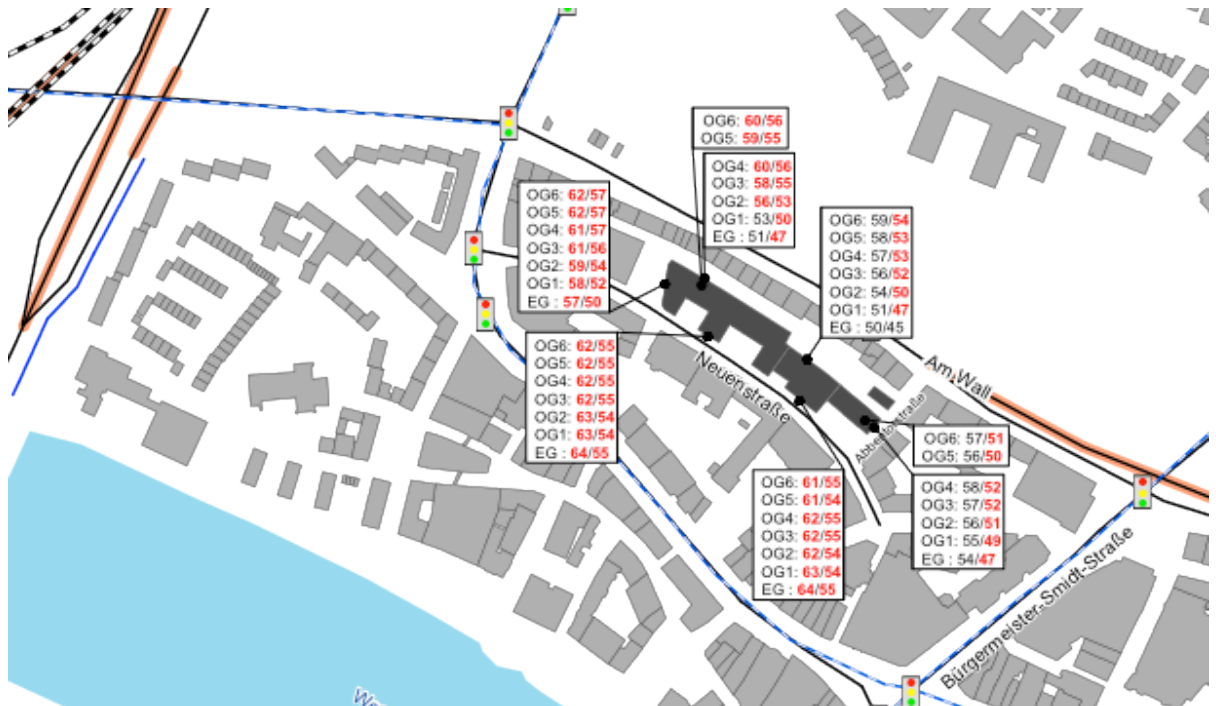 OG6: 60/56
OG5: 59/55
OG4: 60/56
OG3: 58/55
OG2: 56/53
OG1: 53/50
EG : 51/47
OG6: 62/57
OG5: 62/57
OG4: 61/57
OG3: 61/56
OG2: 59/54
OG1: 58/52
EG : 57/50
OG6: 59/54
OG5: 58/53
OG4: 57/53
OG3: 56/52
OG2: 54/50
OG1: 51/47
EG : 50/45
OG6: 62/55
OG5: 62/55
OG4: 62/55
OG3: 62/55
OG2: 63/54
OG1: 63/54
EG : 64/55
Neuenstraße
Am Wall
Abbentorstraße
OG6: 57/51
OG5: 56/50
OG6: 61/55
OG5: 61/54
OG4: 62/55
OG3: 62/55
OG2: 62/54
OG1: 63/54
EG : 64/55
OG4: 58/52
OG3: 57/52
OG2: 56/51
OG1: 55/49
EG : 54/47
Bürgermeister-Smidt-Straße
We